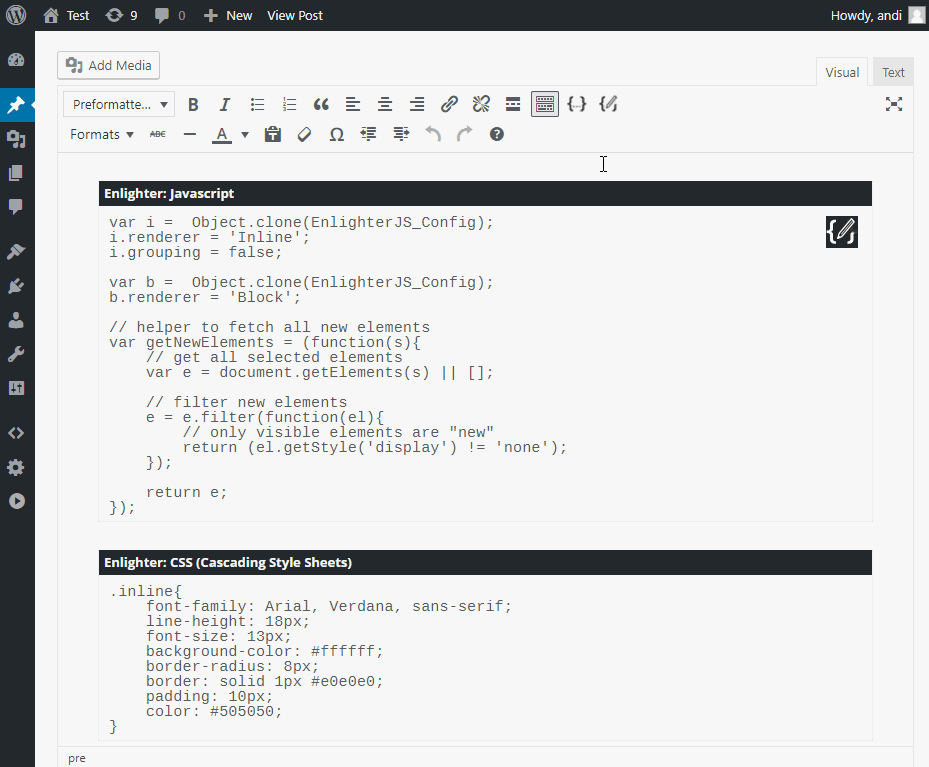 Test 9 0 New View Post Howdy, andi
Add Media
Visual Text
Preformatte... B I
Formats ABC A Ω ?
Enlighter: Javascript
var i =  Object.clone(EnlighterJS_Config);
i.renderer = 'Inline';
i.grouping = false;
var b =  Object.clone(EnlighterJS_Config);
b.renderer = 'Block';
// helper to fetch all new elements
var getNewElements = (function(s){
    // get all selected elements
    var e = document.getElements(s) || [];
    // filter new elements
    e = e.filter(function(el){
        // only visible elements are "new"
        return (el.getStyle('display') != 'none');
    });
    return e;
});
Enlighter: CSS (Cascading Style Sheets)
.inline{
    font-family: Arial, Verdana, sans-serif;
    line-height: 18px;
    font-size: 13px;
    background-color: #ffffff;
    border-radius: 8px;
    border: solid 1px #e0e0e0;
    padding: 10px;
    color: #505050;
}
pre